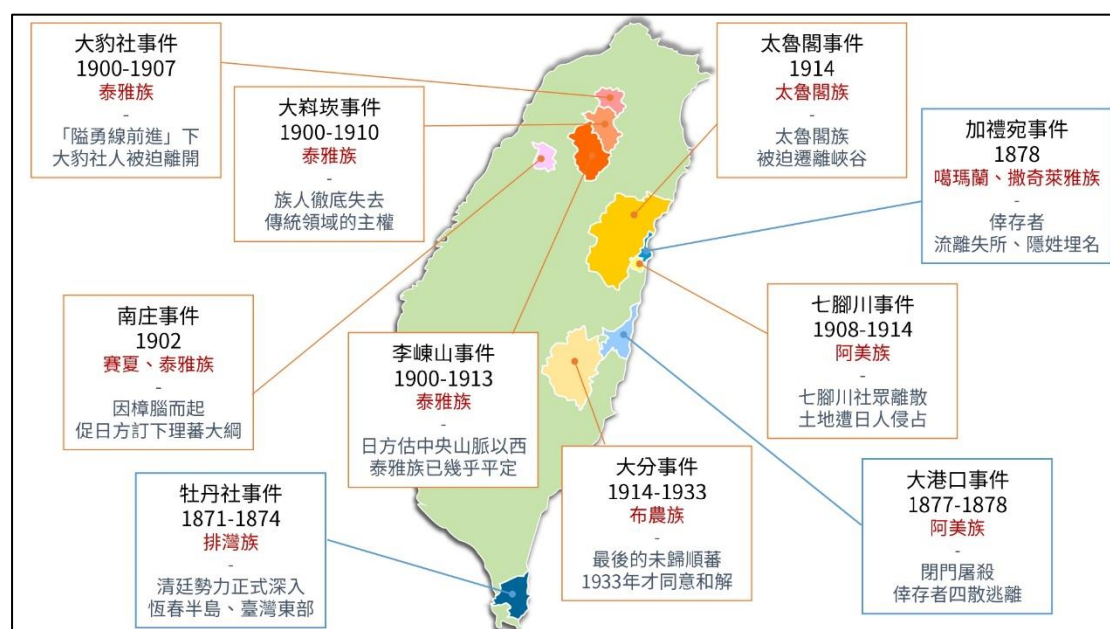 大豹社事件
1900-1907
泰雅族
-
「隘勇線前進」下
大豹社人被迫離開
大嵙崁事件
1900-1910
泰雅族
-
族人徹底失去
傳統領域的主權
太魯閣事件
1914
太魯閣族
-
太魯閣族
被迫遷離峽谷
加禮宛事件
1878
噶瑪蘭、撒奇萊雅族
-
倖存者
流離失所、隱姓埋名
南庄事件
1902
賽夏、泰雅族
-
因樟腦而起
促日方訂下理蕃大綱
李崠山事件
1900-1913
泰雅族
-
日方估中央山脈以西
泰雅族已幾乎平定
七腳川事件
1908-1914
阿美族
-
七腳川社眾離散
土地遭日人侵占
牡丹社事件
1871-1874
排灣族
-
清廷勢力正式深入
恆春半島、臺灣東部
大分事件
1914-1933
布農族
-
最後的未歸順蕃
1933年才同意和解
大港口事件
1877-1878
阿美族
-
閉門屠殺
倖存者四散逃離